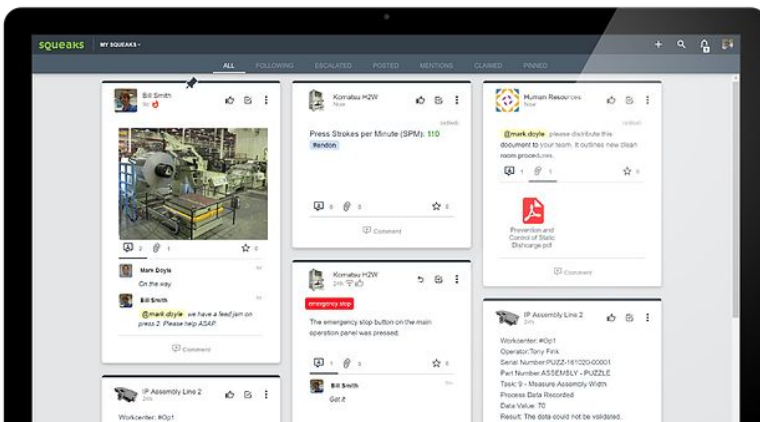 squeaks
MY SQUEAKS
ALL FOLLOWING ESCALATED POSTED MENTIONS CLAIMED PINNED
Bill Smith
2 1 0
Mark Doyle
On the way
Bill Smith
@mark.doyle we have a feed jam on
press 2. Please help ASAP.
Comment
IP Assembly Line 2
24h
Workcenter: #Op1
Komatsu H2W
Now
Press Strokes per Minute (SPM): 110
#andon
Comment
Komatsu H2W
24h
emergency stop
The emergency stop button on the main
operation panel was pressed.
Bill Smith
Got it
Human Resources
Now
@mark.doyle please distribute this
document to your team. It outlines new clean
room procedures.
1 1
Prevention and
Control of Static
Discharge.pdf
Comment
IP Assembly Line 2
24h
Workcenter: #Op1
Operator:Tony Fink
Serial Number:PUZZ-161020-00001
Part Number:ASSEMBLY - PUZZLE
Task: 9 - Measure Assembly Width
Process Data Recorded
Data Value: 70
Result: The data could not be validated.